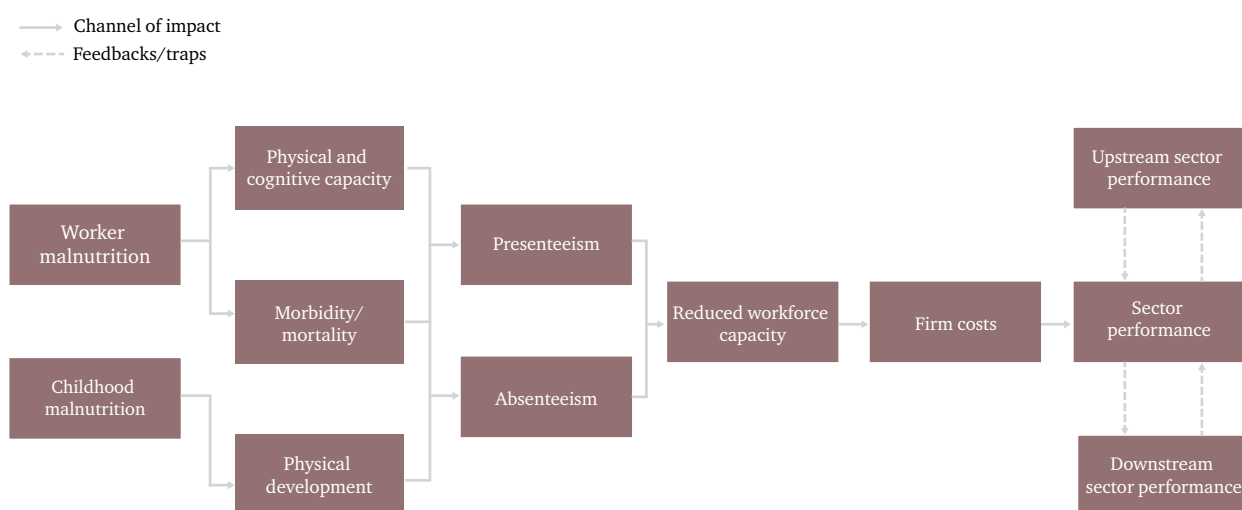 Channel of impact
Feedbacks/traps
Physical and
cognitive capacity
Upstream sector
performance
Worker
malnutrition
Presenteeism
Morbidity/
mortality
Reduced workforce
capacity
Firm costs
Sector
performance
Childhood
malnutrition
Absenteeism
Physical
development
Downstream
sector performance